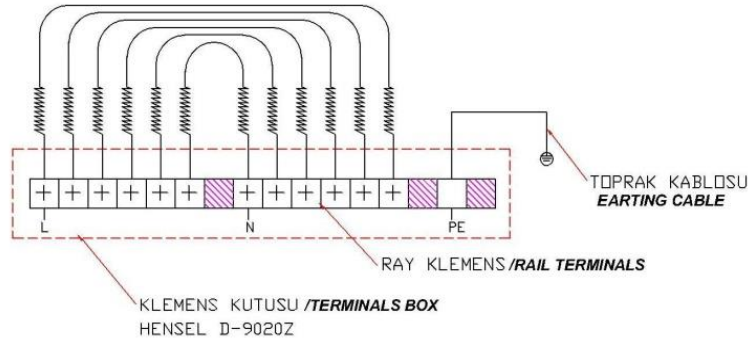 L N PE
TOPRAK KABLOSU
EARTING CABLE
RAY KLEMENS /RAIL TERMINALS
KLEMENS KUTUSU /TERMINALS BOX
HENSEL D-9020Z